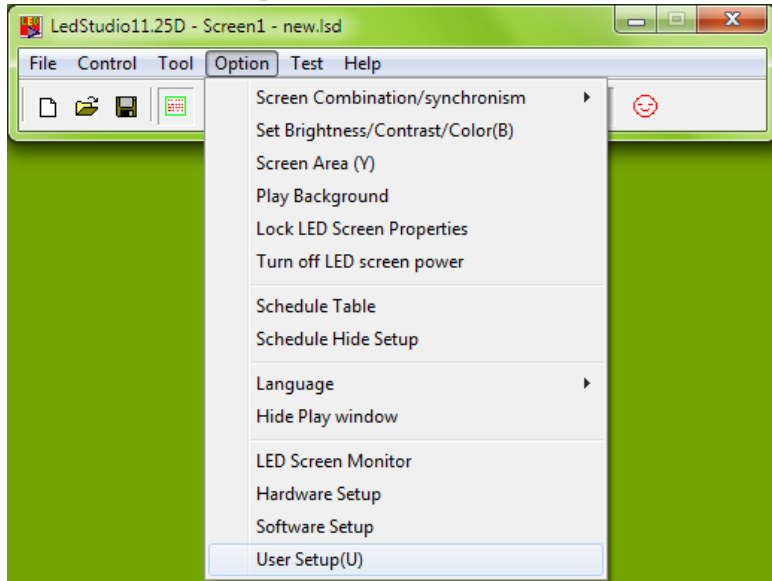 LedStudio11.25D - Screen1 - new.lsd
File Control Tool Option Test Help
Screen Combination/synchronism
Set Brightness/Contrast/Color(B)
Screen Area (Y)
Play Background
Lock LED Screen Properties
Turn off LED screen power
Schedule Table
Schedule Hide Setup
Language
Hide Play window
LED Screen Monitor
Hardware Setup
Software Setup
User Setup(U)